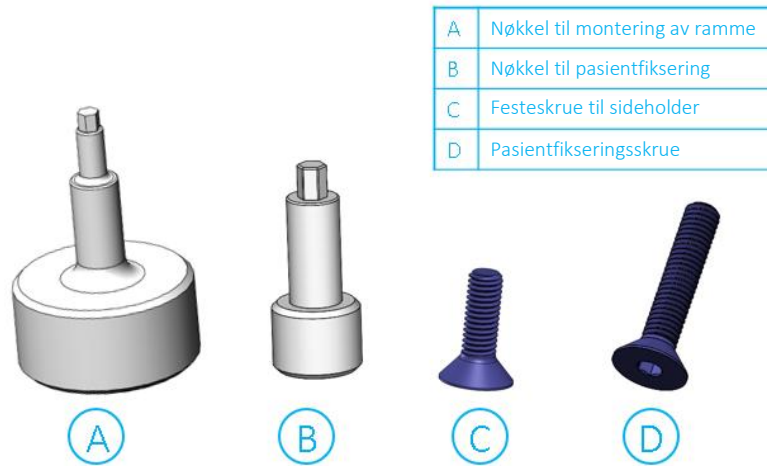 A Nøkkel til montering av ramme
B Nøkkel til pasientfiksering
C Festeskrue til sideholder
D Pasientfikseringsskrue
A B C D